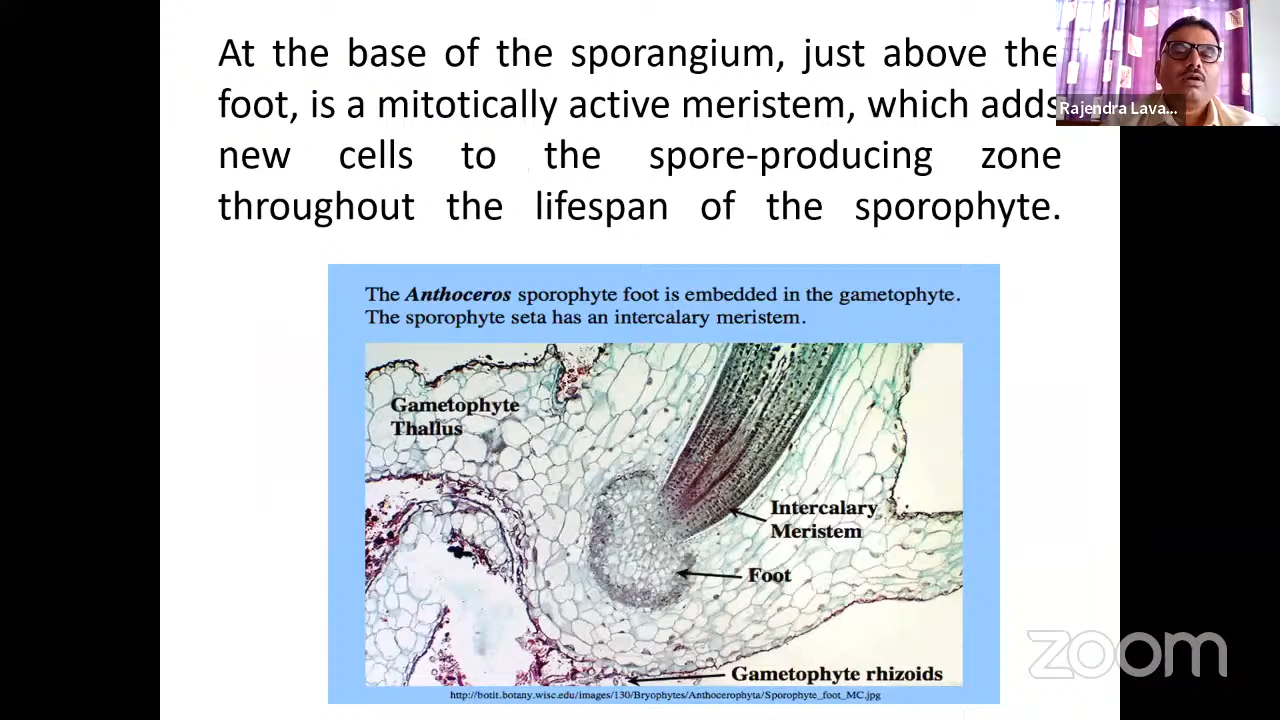 At the base of the sporangium, just above the
foot, is a mitotically active meristem, which adds
new cells to the spore-producing zone
throughout the lifespan of the sporophyte.
Rajendra Lava...
The Anthoceros sporophyte foot is embedded in the gametophyte.
The sporophyte seta has an intercalary meristem.
Gametophyte
Thallus
Intercalary
Meristem
Foot
Gametophyte rhizoids
http://botit.botany.wisc.edu/images/130/Bryophytes/Anthocerophyta/Sporophyte_foot_MC.jpg
zoom